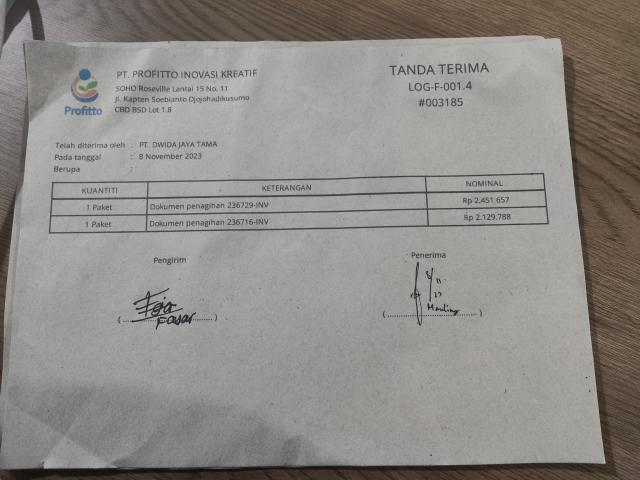 Profitto
PT. PROFITTO INOVASI KREATIF
SOHO Roseville Lantai 15 No. 11
Jl. Kapten Soebianto Djojohadikusumo
CBD BSD Lot 1.8
TANDA TERIMA
LOG-F-001.4
#003185
Telah diterima oleh : PT. DWIDA JAYA TAMA
Pada tanggal : 8 November 2023
Berupa :
KUANTITI KETERANGAN NOMINAL
1 Paket Dokumen penagihan 236729-INV Rp 2.451.657
1 Paket Dokumen penagihan 236716-INV Rp 2.129.788
Pengirim Penerima
Fajar